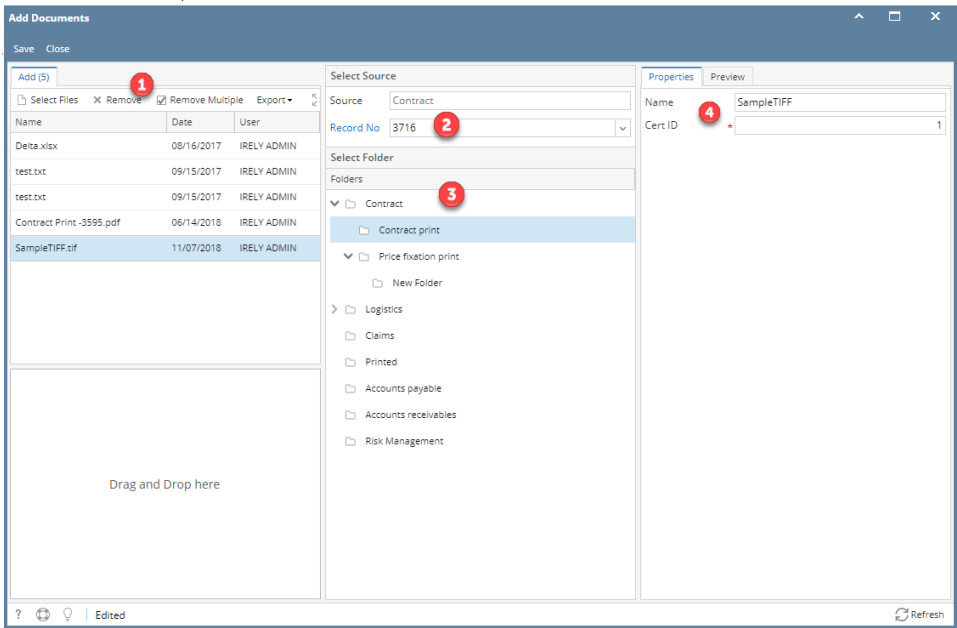 Add Documents
Save Close
Add (5)
1
Select Files Remove Remove Multiple Export
Name Date User
Delta.xlsx 08/16/2017 IRELY ADMIN
test.txt 09/15/2017 IRELY ADMIN
test.txt 09/15/2017 IRELY ADMIN
Contract Print -3595.pdf 06/14/2018 IRELY ADMIN
SampleTIFF.tif 11/07/2018 IRELY ADMIN
Drag and Drop here
Select Source
Source Contract
Record No 3716 2
Select Folder
Folders
3
Contract
Contract print
Price fixation print
New Folder
Logistics
Claims
Printed
Accounts payable
Accounts receivables
Risk Management
Properties Preview
Name SampleTIFF
4
Cert ID * 1
? Edited Refresh